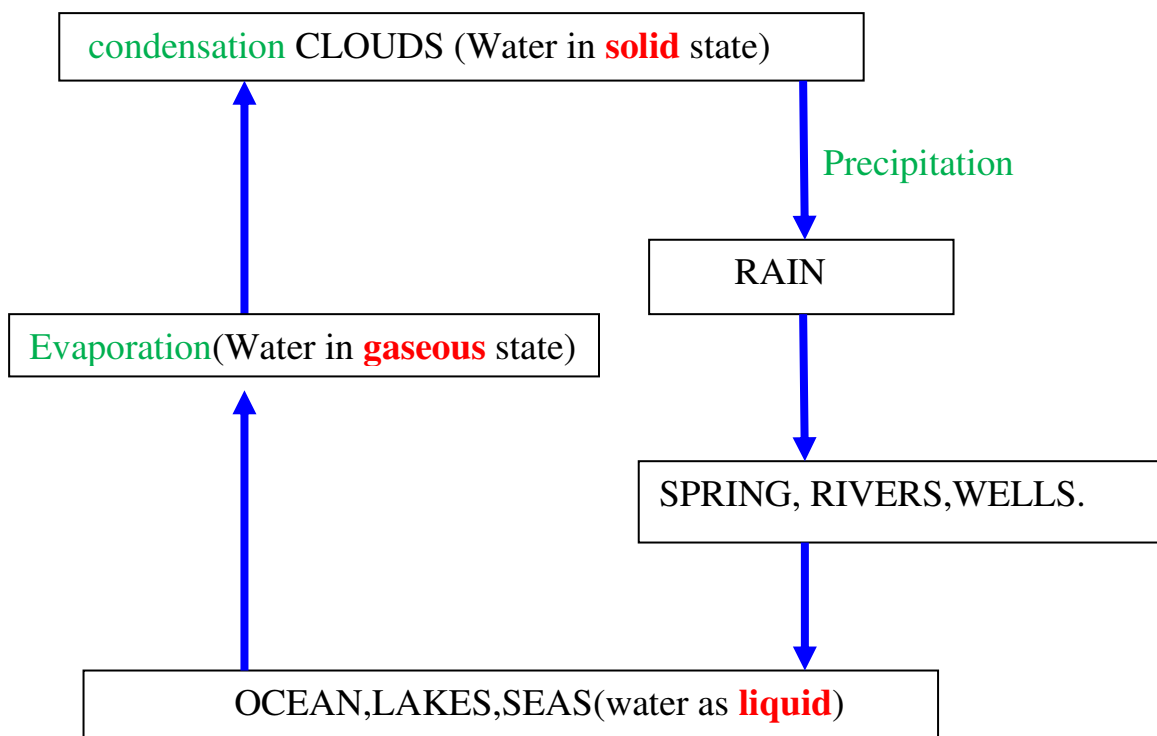 condensation CLOUDS (Water in solid state)
Precipitation
RAIN
Evaporation(Water in gaseous state)
SPRING, RIVERS,WELLS.
OCEAN,LAKES,SEAS(water as liquid)